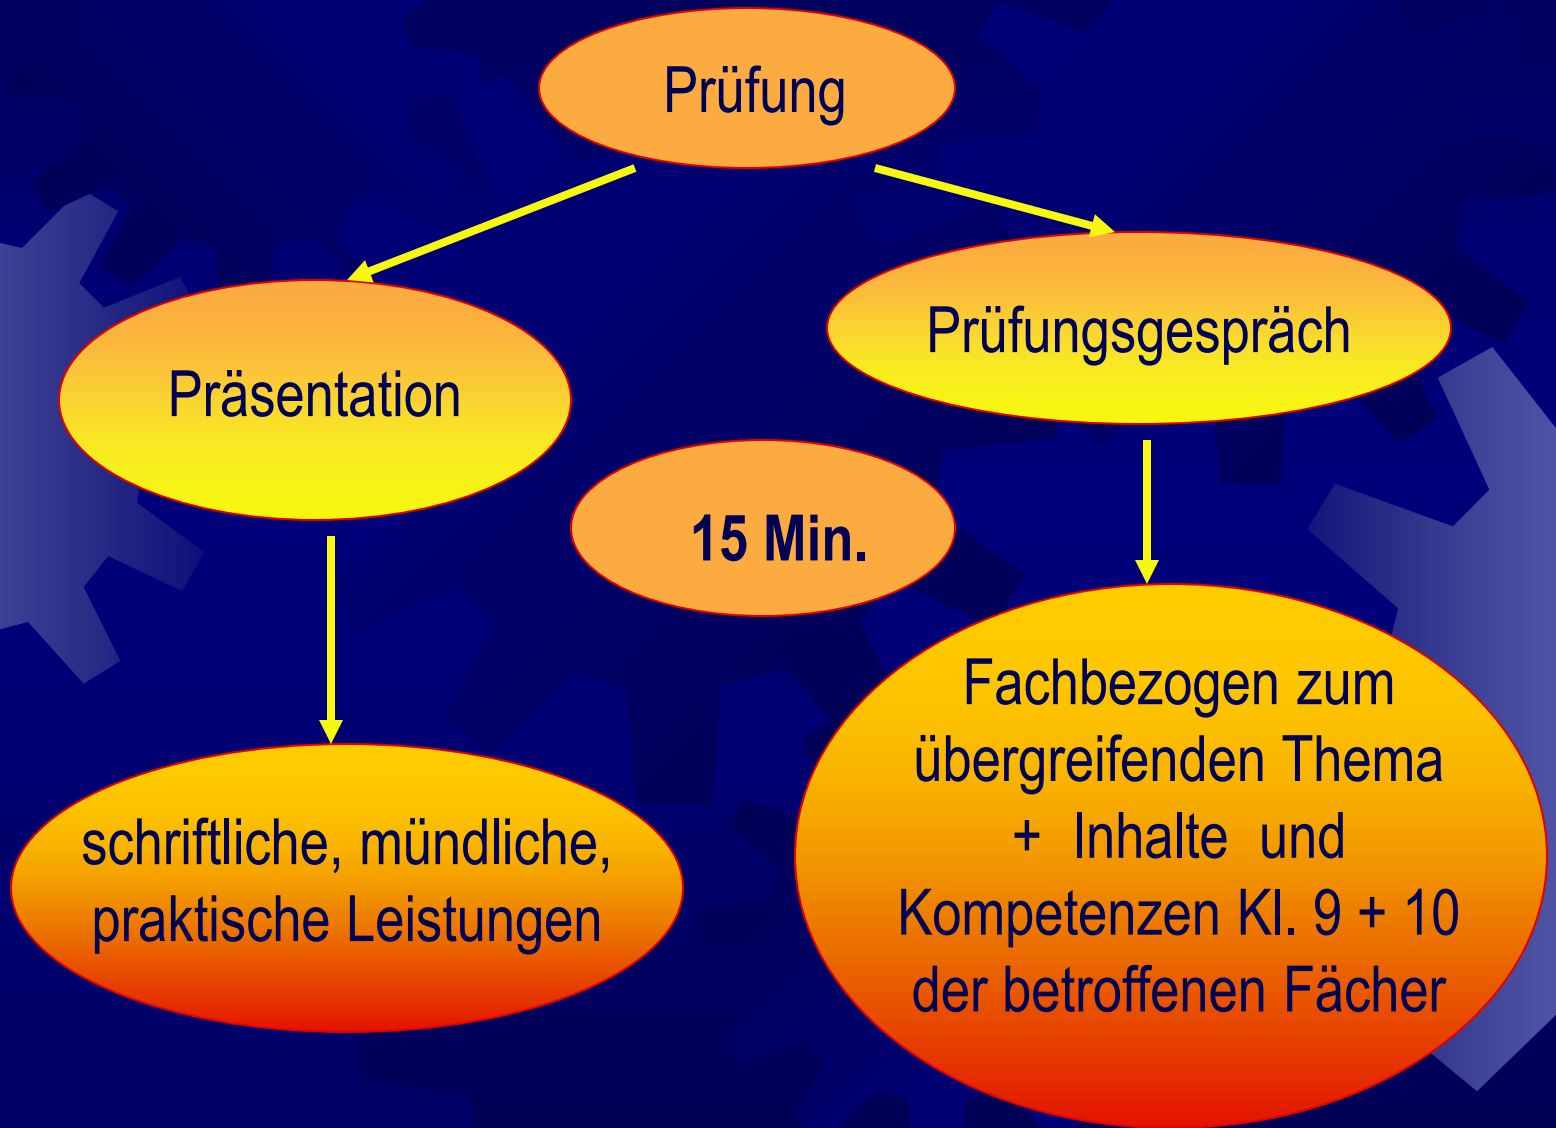 Prüfung
Präsentation
Prüfungsgespräch
15 Min.
schriftliche, mündliche,
praktische Leistungen
Fachbezogen zum
übergreifenden Thema
+ Inhalte und
Kompetenzen Kl. 9 + 10
der betroffenen Fächer